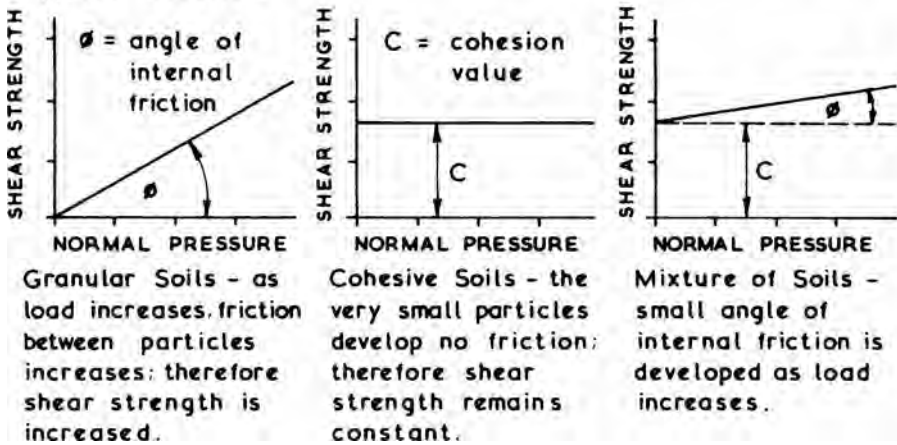 SHEAR STRENGTH
ø = angle of
internal
friction
ø
NORMAL PRESSURE
Granular Soils - as
load increases, friction
between particles
increases: therefore
shear strength is
increased.
SHEAR STRENGTH
C = cohesion
value
C
NORMAL PRESSURE
Cohesive Soils - the
very small particles
develop no friction;
therefore shear
strength remains
constant.
SHEAR STRENGTH
ø
C
NORMAL PRESSURE
Mixture of Soils -
small angle of
internal friction is
developed as load
increases.